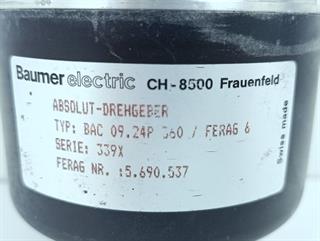 Baumer electric CH-8500 Frauenfeld
ABSOLUT-DREHGEBER
TYP: BAC 09.24P 360 / FERAG 6
SERIE: 339X
FERAG NR. :5.690.537
Swiss made